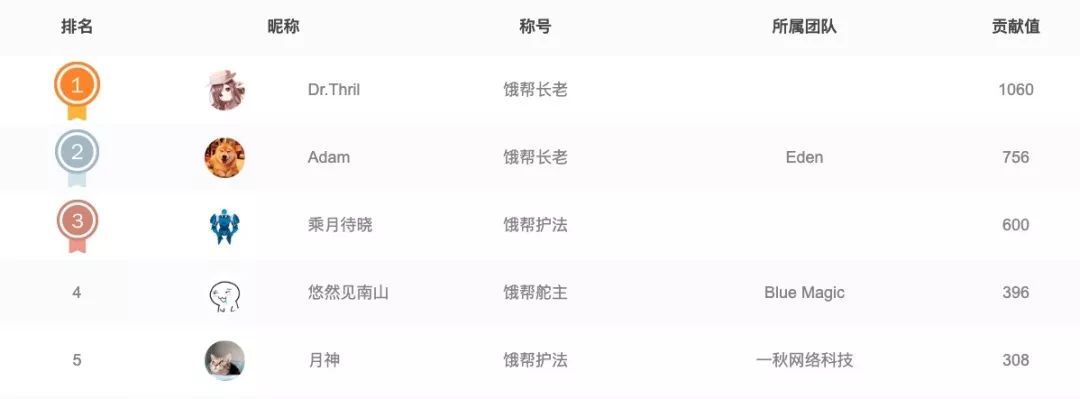 排名 昵称 称号 所属团队 贡献值
1 Dr.Thril 饿帮长老 1060
2 Adam 饿帮长老 Eden 756
3 乘月待晓 饿帮护法 600
4 悠然见南山 饿帮舵主 Blue Magic 396
5 月神 饿帮护法 一秋网络科技 308